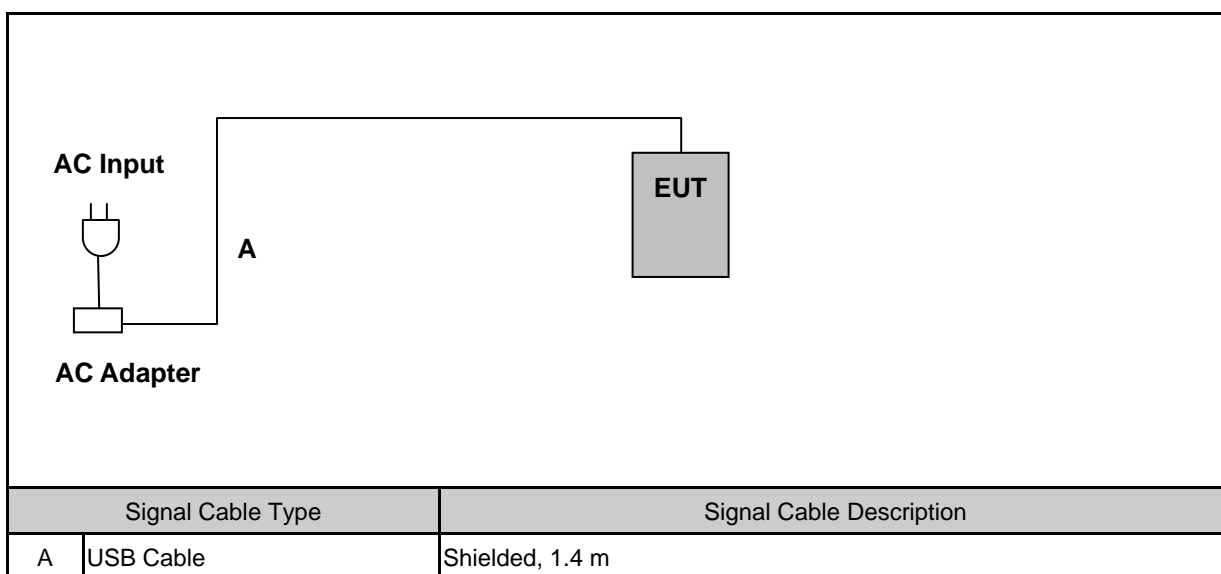 AC Input
EUT
A
AC Adapter
Signal Cable Type Signal Cable Description
A USB Cable Shielded, 1.4 m